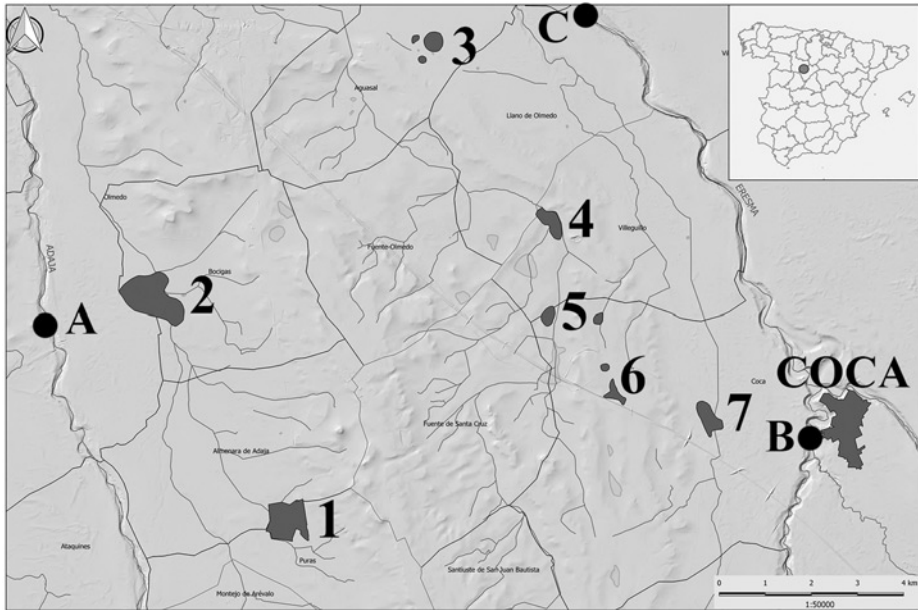 3
C
Aguasal
Llano de Olmedo
ERESMA
Olmedo
4
Villeguillo
ADAJA
Fuente-Olmedo
Bocigas
2
A
5
6
Coca
COCA
7
B
Fuente de Santa Cruz
Almenara de Adaja
1
Ataquines
Puras
Santiuste de San Juan Bautista
Montejo de Arévalo
0 1 2 3 4 km
1:50000